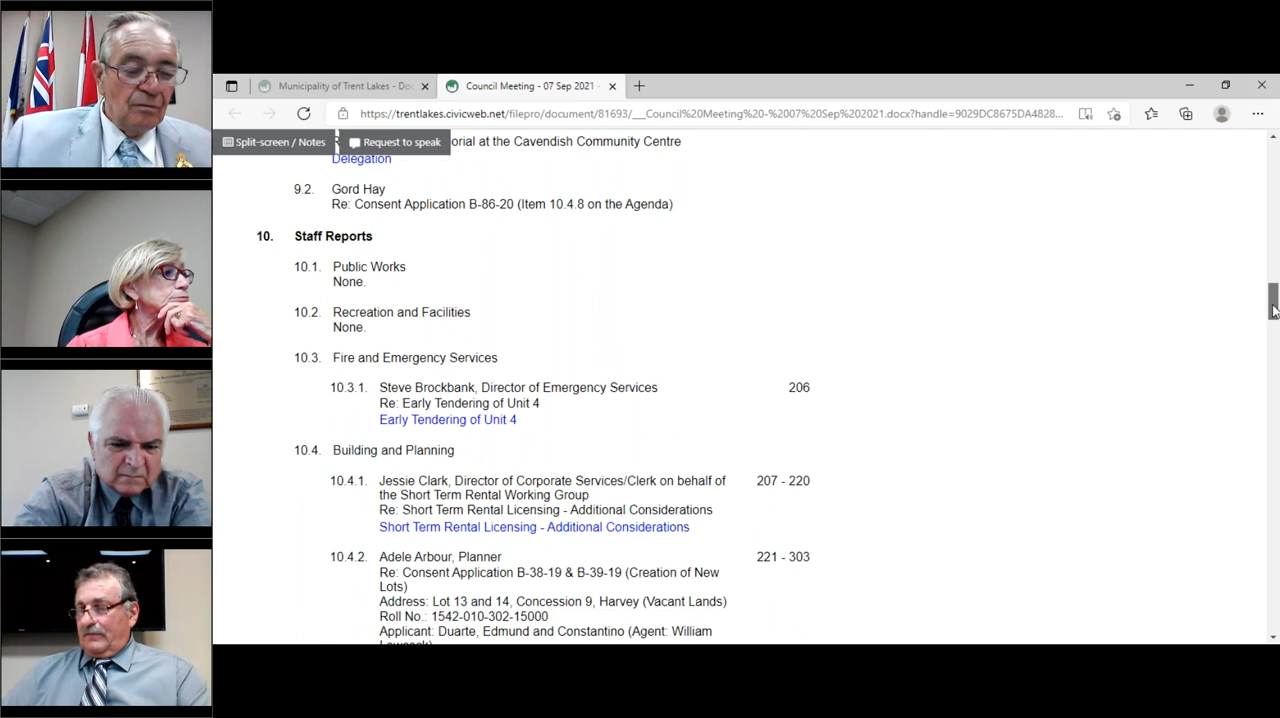 Municipality of Trent Lakes - Doc
Council Meeting - 07 Sep 2021 -
https://trentlakes.civicweb.net/filepro/document/81693/___Council%20Meeting%20-%2007%20Sep%202021.docx?handle=9029DC8675DA4828...
Split-screen / Notes
Request to speak
orial at the Cavendish Community Centre
Delegation
9.2. Gord Hay
Re: Consent Application B-86-20 (Item 10.4.8 on the Agenda)
10. Staff Reports
10.1. Public Works
None.
10.2. Recreation and Facilities
None.
10.3. Fire and Emergency Services
10.3.1. Steve Brockbank, Director of Emergency Services 206
Re: Early Tendering of Unit 4
Early Tendering of Unit 4
10.4. Building and Planning
10.4.1. Jessie Clark, Director of Corporate Services/Clerk on behalf of 207 - 220
the Short Term Rental Working Group
Re: Short Term Rental Licensing - Additional Considerations
Short Term Rental Licensing - Additional Considerations
10.4.2. Adele Arbour, Planner 221 - 303
Re: Consent Application B-38-19 & B-39-19 (Creation of New
Lots)
Address: Lot 13 and 14, Concession 9, Harvey (Vacant Lands)
Roll No.: 1542-010-302-15000
Applicant: Duarte, Edmund and Constantino (Agent: William